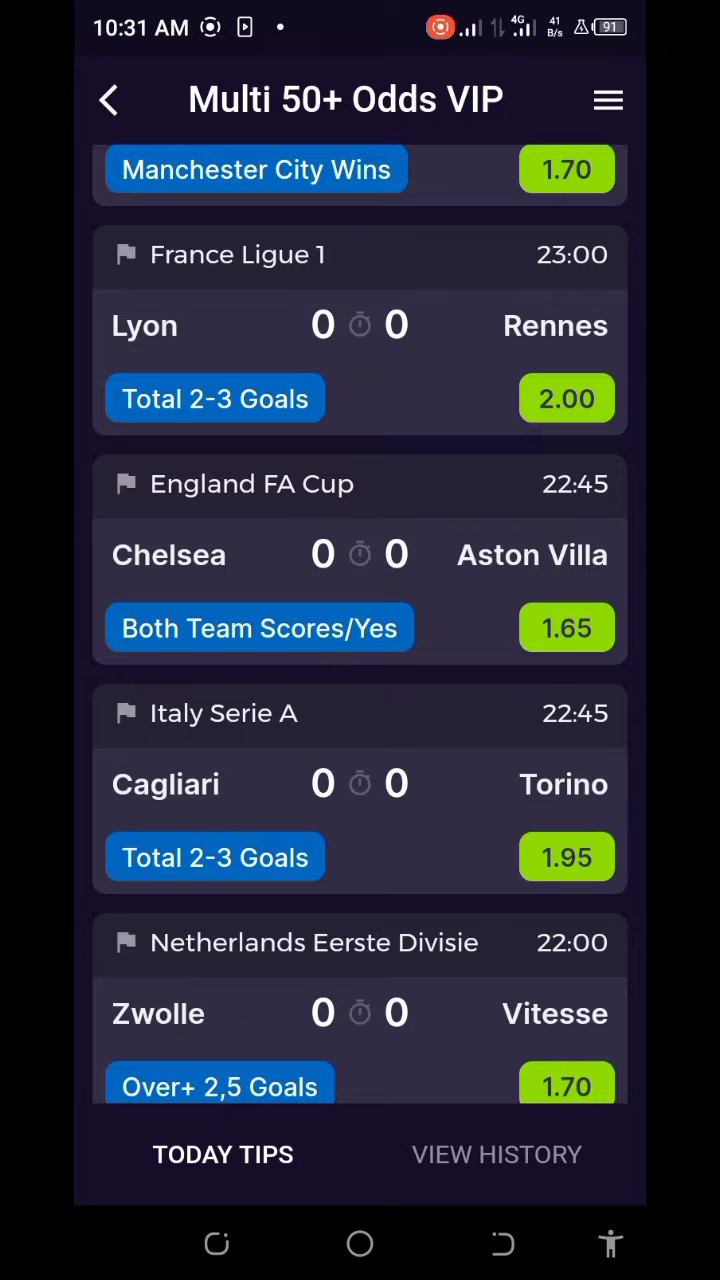 10:31 AM 4G 41 B/s 91
Multi 50+ Odds VIP
Manchester City Wins 1.70
France Ligue 1 23:00
Lyon 0 0 Rennes
Total 2-3 Goals 2.00
England FA Cup 22:45
Chelsea 0 0 Aston Villa
Both Team Scores/Yes 1.65
Italy Serie A 22:45
Cagliari 0 0 Torino
Total 2-3 Goals 1.95
Netherlands Eerste Divisie 22:00
Zwolle 0 0 Vitesse
Over+ 2,5 Goals 1.70
TODAY TIPS VIEW HISTORY